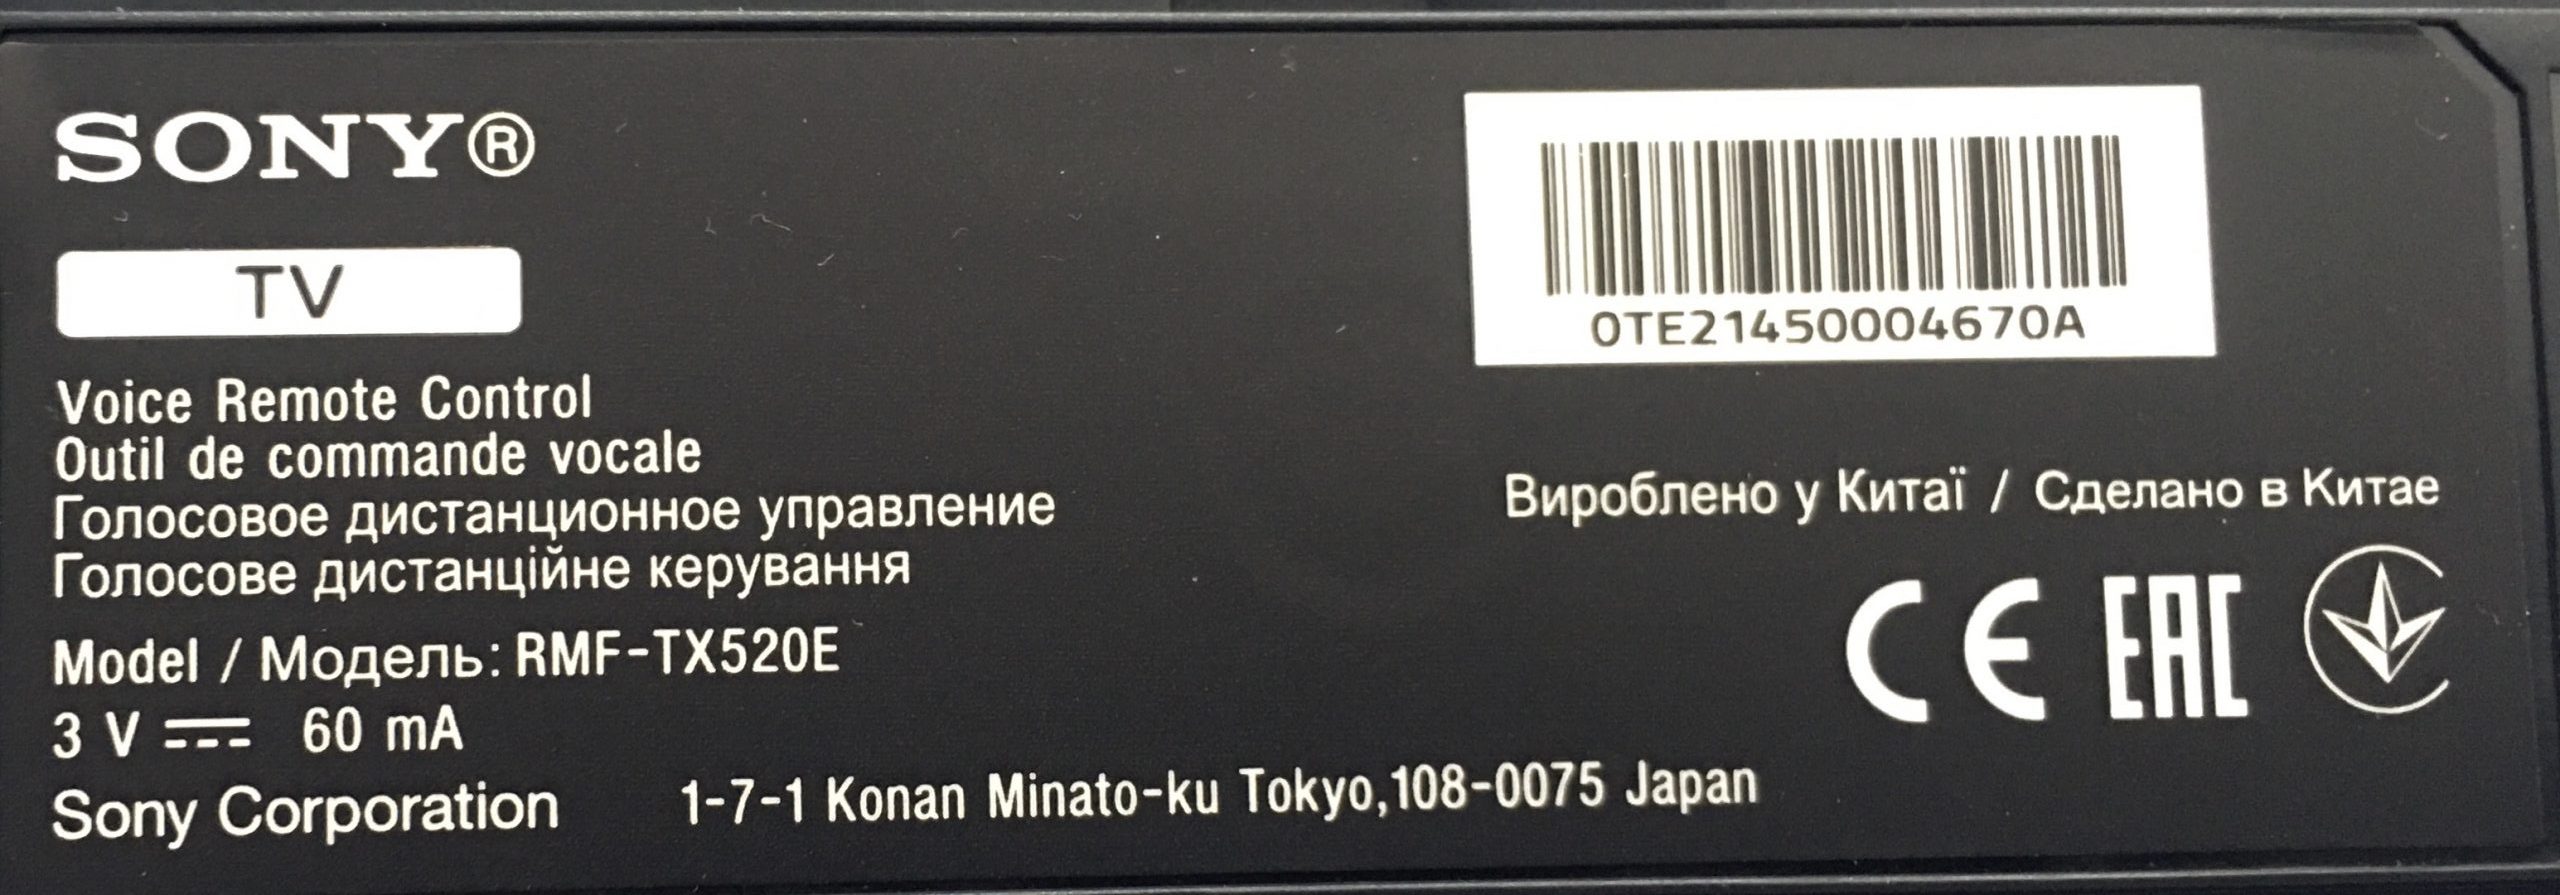 SONY®
TV
Voice Remote Control
Outil de commande vocale
Голосовое дистанционное управление
Голосове дистанційне керування
Model / Модель: RMF-TX520E
3 V ⎓ 60 mA
Sony Corporation 1-7-1 Konan Minato-ku Tokyo,108-0075 Japan
0TE21450004670A
Вироблено у Китаї / Сделано в Китае
CE EAC